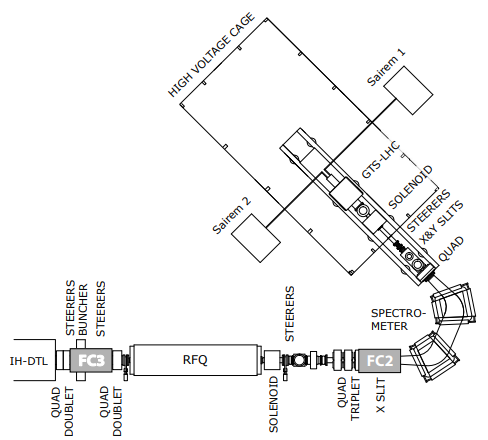 HIGH VOLTAGE CAGE
Sairem 1
GTS-LHC
SOLENOID
STEERERS
X&Y SLITS
QUAD
Sairem 2
SPECTRO-
METER
STEERERS
BUNCHER
STEERERS
STEERERS
IH-DTL
FC3
RFQ
FC2
QUAD
DOUBLET
QUAD
DOUBLET
SOLENOID
QUAD
TRIPLET
X SLIT